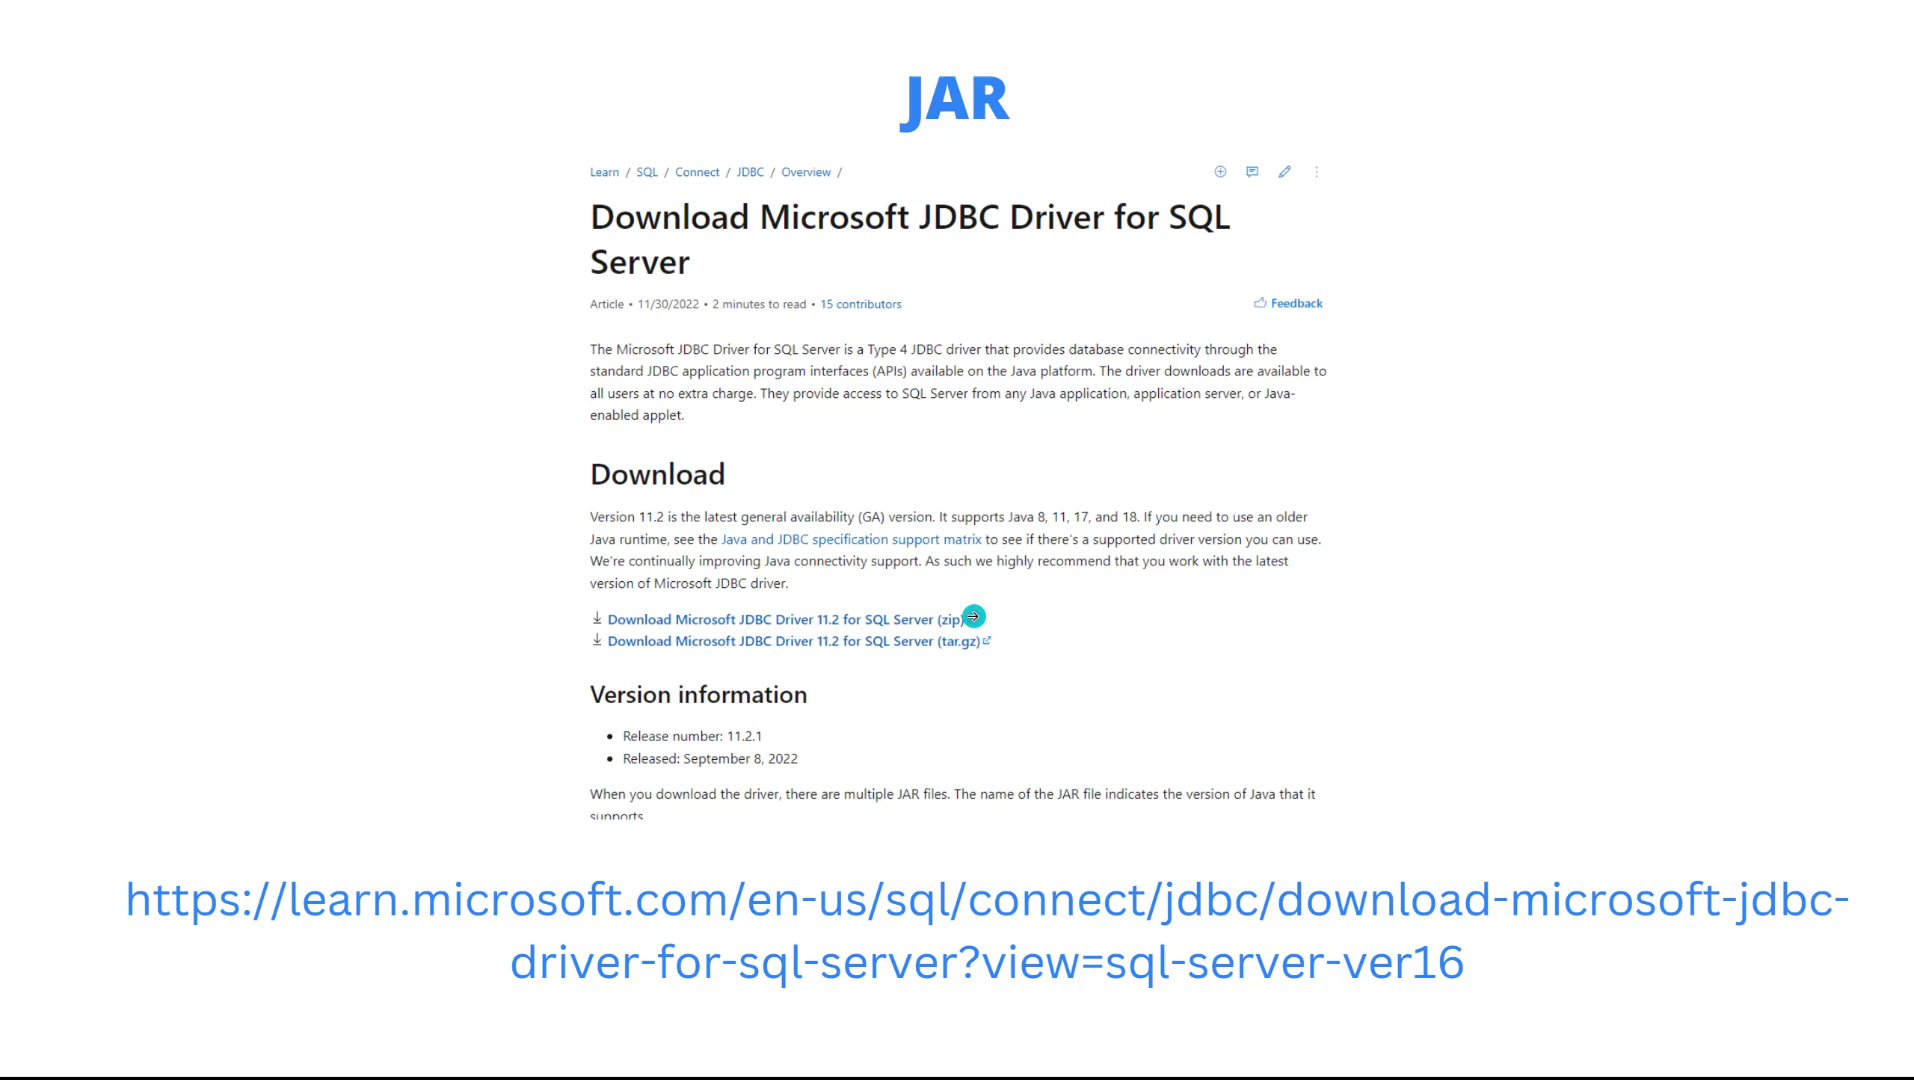 JAR
Learn / SQL / Connect / JDBC / Overview /
Download Microsoft JDBC Driver for SQL
Server
Article • 11/30/2022 • 2 minutes to read • 15 contributors
Feedback
The Microsoft JDBC Driver for SQL Server is a Type 4 JDBC driver that provides database connectivity through the
standard JDBC application program interfaces (APIs) available on the Java platform. The driver downloads are available to
all users at no extra charge. They provide access to SQL Server from any Java application, application server, or Java-
enabled applet.
Download
Version 11.2 is the latest general availability (GA) version. It supports Java 8, 11, 17, and 18. If you need to use an older
Java runtime, see the Java and JDBC specification support matrix to see if there's a supported driver version you can use.
We're continually improving Java connectivity support. As such we highly recommend that you work with the latest
version of Microsoft JDBC driver.
Download Microsoft JDBC Driver 11.2 for SQL Server (zip)
Download Microsoft JDBC Driver 11.2 for SQL Server (tar.gz)
Version information
• Release number: 11.2.1
• Released: September 8, 2022
When you download the driver, there are multiple JAR files. The name of the JAR file indicates the version of Java that it
supports
https://learn.microsoft.com/en-us/sql/connect/jdbc/download-microsoft-jdbc-
driver-for-sql-server?view=sql-server-ver16